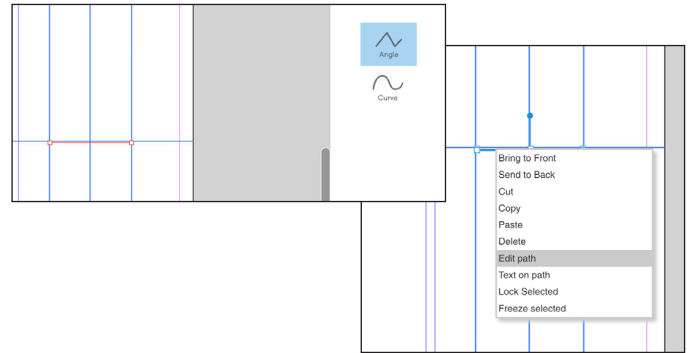 Angle
Curve
Bring to Front
Send to Back
Cut
Copy
Paste
Delete
Edit path
Text on path
Lock Selected
Freeze selected